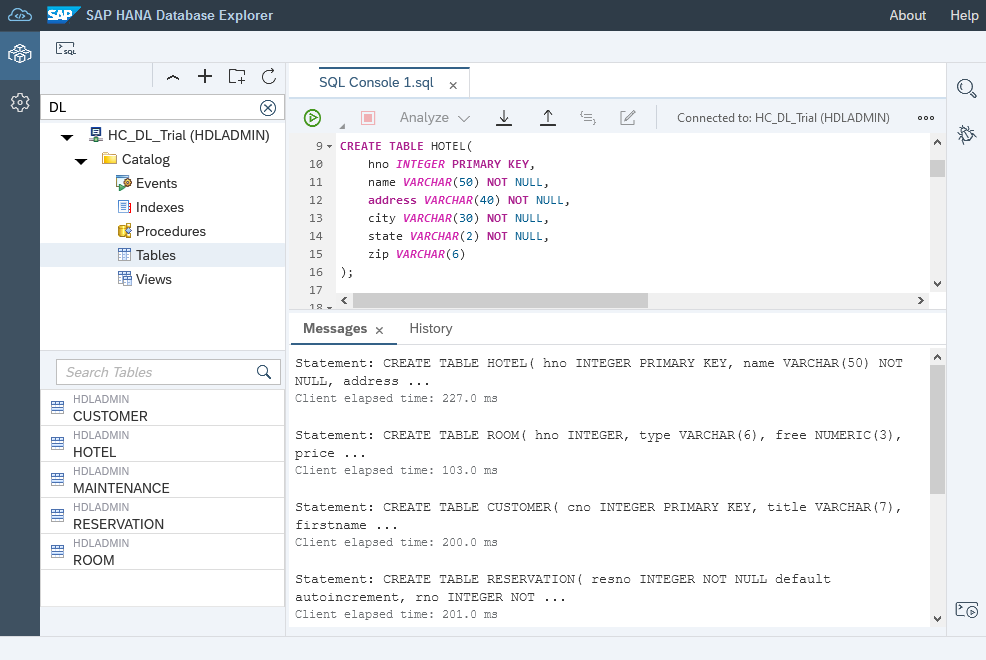 SAP SAP HANA Database Explorer About Help
SQL
DL
HC_DL_Trial (HDLADMIN)
Catalog
Events
Indexes
Procedures
Tables
Views
Search Tables
HDLADMIN
CUSTOMER
HDLADMIN
HOTEL
HDLADMIN
MAINTENANCE
HDLADMIN
RESERVATION
HDLADMIN
ROOM
SQL Console 1.sql
Analyze Connected to: HC_DL_Trial (HDLADMIN)
9 CREATE TABLE HOTEL(
10 hno INTEGER PRIMARY KEY,
11 name VARCHAR(50) NOT NULL,
12 address VARCHAR(40) NOT NULL,
13 city VARCHAR(30) NOT NULL,
14 state VARCHAR(2) NOT NULL,
15 zip VARCHAR(6)
16 );
17
18
Messages History
Statement: CREATE TABLE HOTEL( hno INTEGER PRIMARY KEY, name VARCHAR(50) NOT
NULL, address ...
Client elapsed time: 227.0 ms
Statement: CREATE TABLE ROOM( hno INTEGER, type VARCHAR(6), free NUMERIC(3),
price ...
Client elapsed time: 103.0 ms
Statement: CREATE TABLE CUSTOMER( cno INTEGER PRIMARY KEY, title VARCHAR(7),
firstname ...
Client elapsed time: 200.0 ms
Statement: CREATE TABLE RESERVATION( resno INTEGER NOT NULL default
autoincrement, rno INTEGER NOT ...
Client elapsed time: 201.0 ms